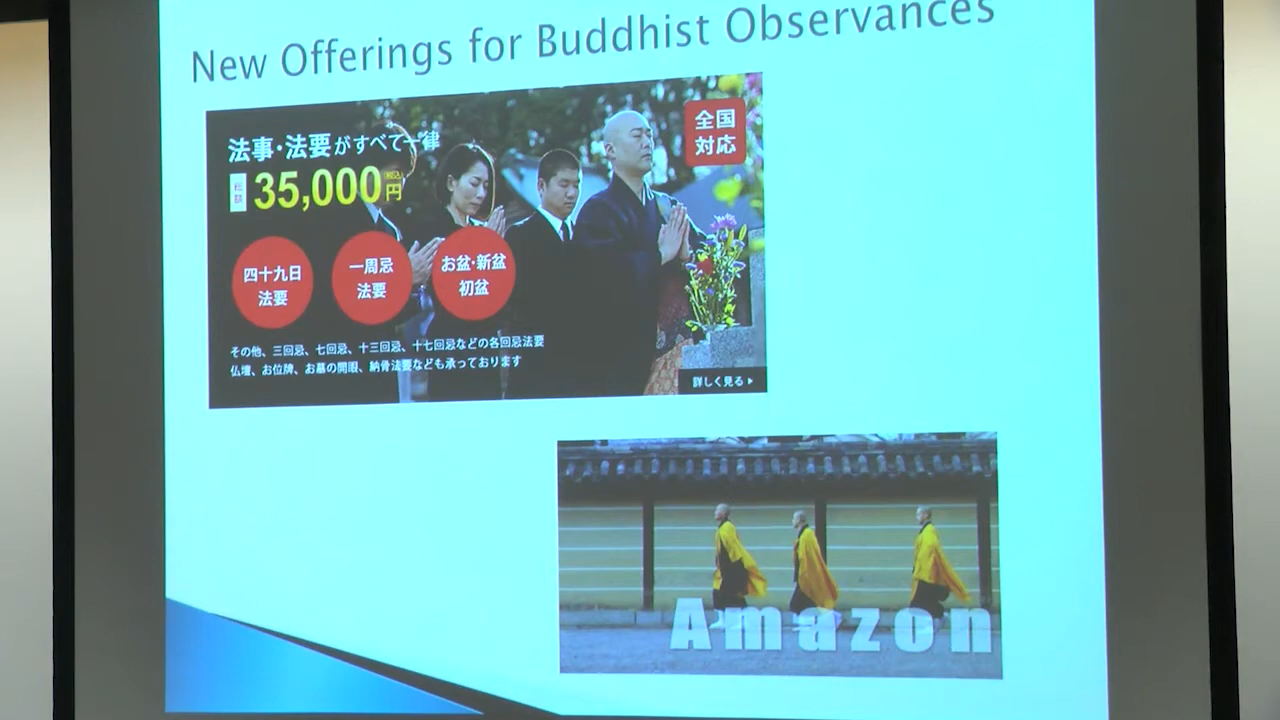 New Offerings for Buddhist Observances
法事・法要がすべて一律
全国
対応
総額
35,000円
(税込)
四十九日
法要
一周忌
法要
お盆・新盆
初盆
その他、三回忌、七回忌、十三回忌、十七回忌などの各回忌法要
仏壇、お位牌、お墓の開眼、納骨法要なども承っております
詳しく見る
Amazon